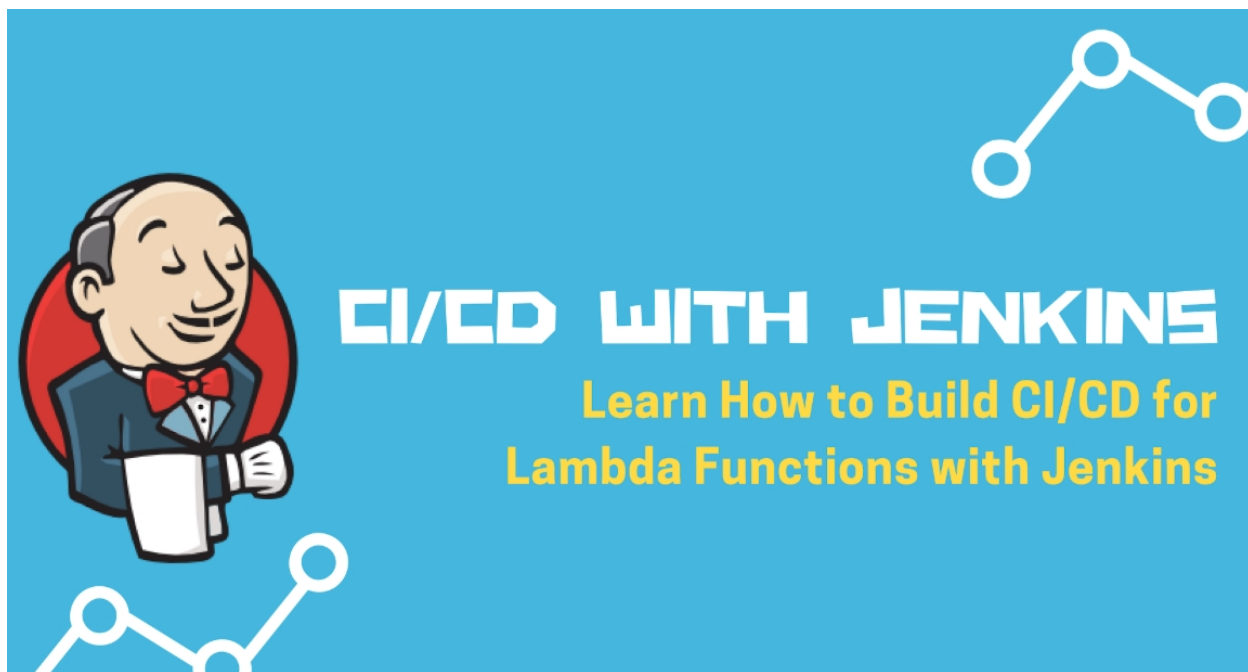 CI/CD WITH JENKINS
Learn How to Build CI/CD for
Lambda Functions with Jenkins